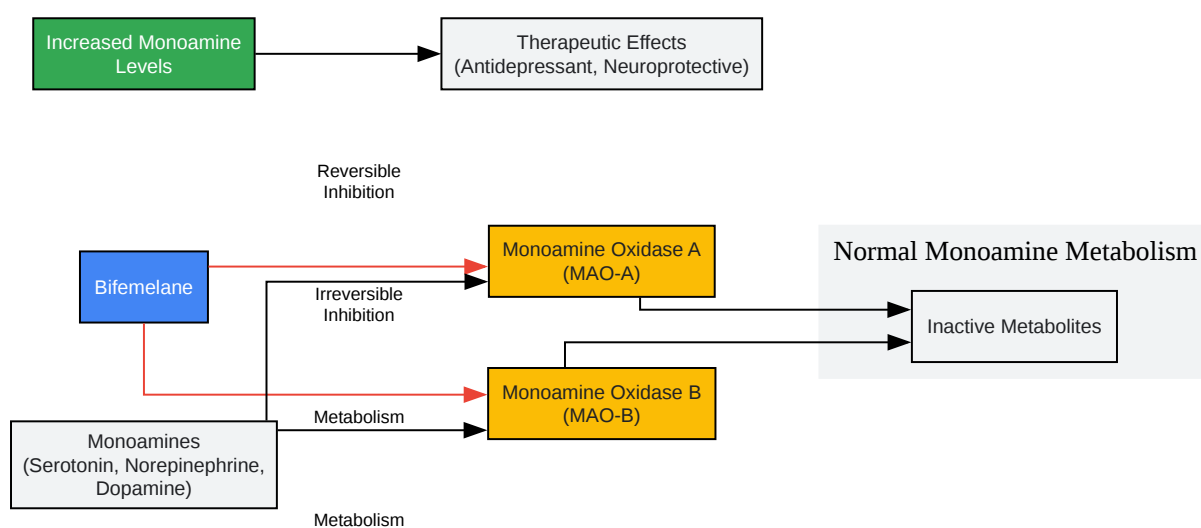 Increased Monoamine
Levels
Therapeutic Effects
(Antidepressant, Neuroprotective)
Reversible
Inhibition
Monoamine Oxidase A
(MAO-A)
Normal Monoamine Metabolism
Bifemelane
Irreversible
Inhibition
Inactive Metabolites
Monoamine Oxidase B
(MAO-B)
Metabolism
Monoamines
(Serotonin, Norepinephrine,
Dopamine)
Metabolism